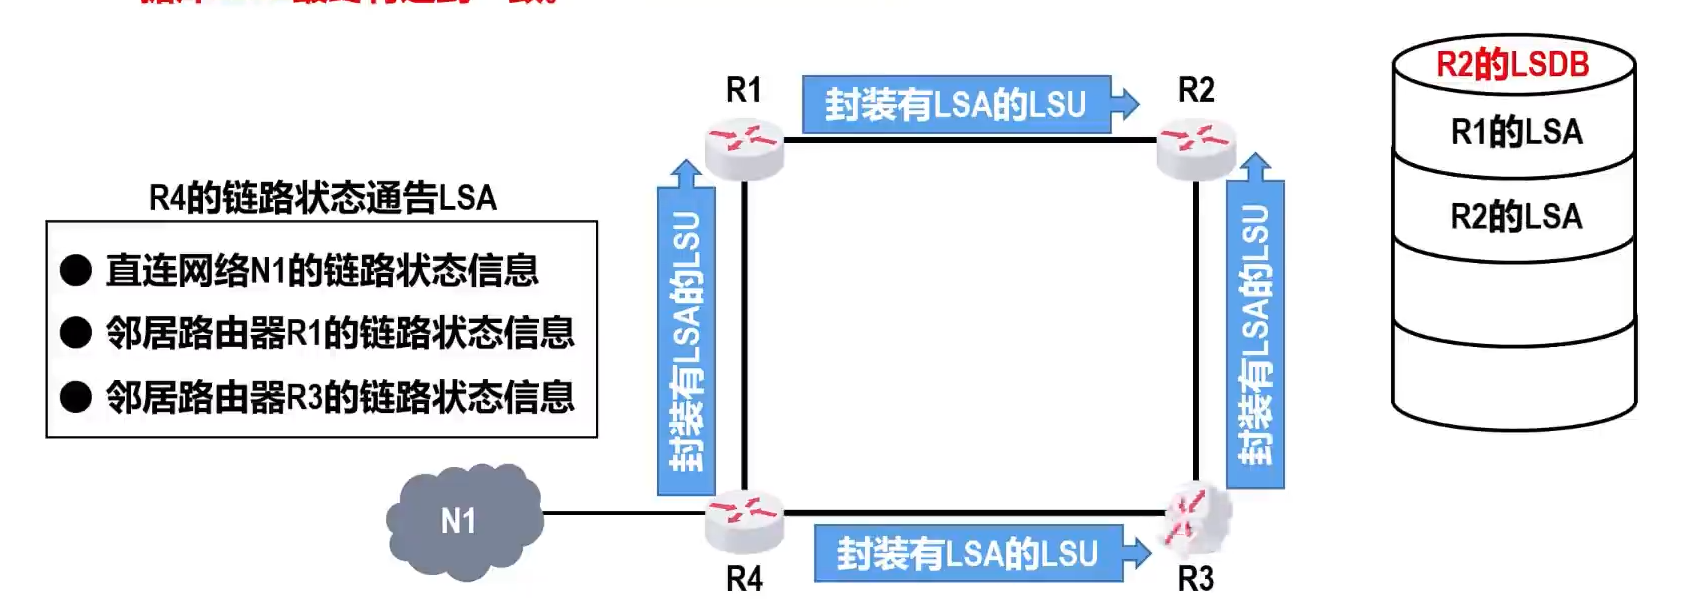 R2的LSDB
R1
封装有LSA的LSU
R2
R1的LSA
R4的链路状态通告LSA
R2的LSA
● 直连网络N1的链路状态信息
● 邻居路由器R1的链路状态信息
● 邻居路由器R3的链路状态信息
封装有LSA的LSU
封装有LSA的LSU
N1
封装有LSA的LSU
R4
R3